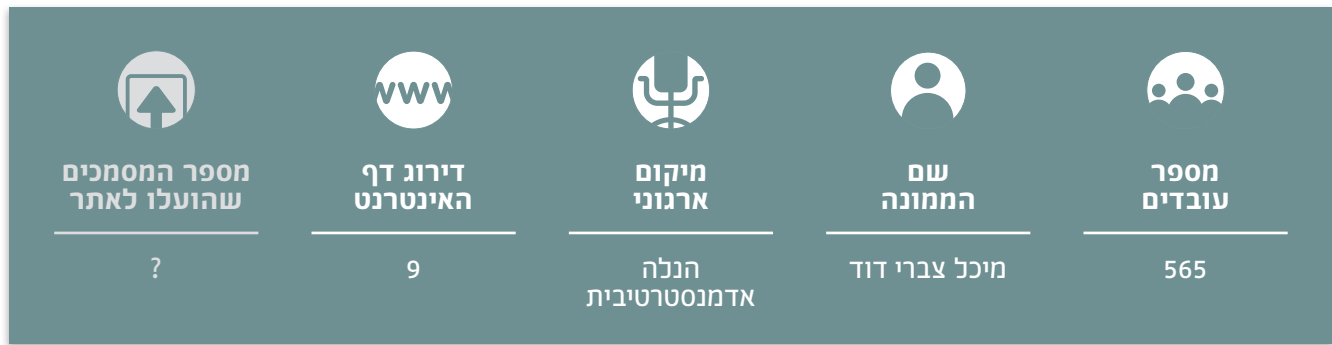 מספר
עובדים
565
שם
הממונה
מיכל צברי דוד
מיקום
ארגוני
הנלה
אדמנסטרטיבית
דירוג דף
האינטרנט
www
9
מספר המסמכים
שהועלו לאתר
?